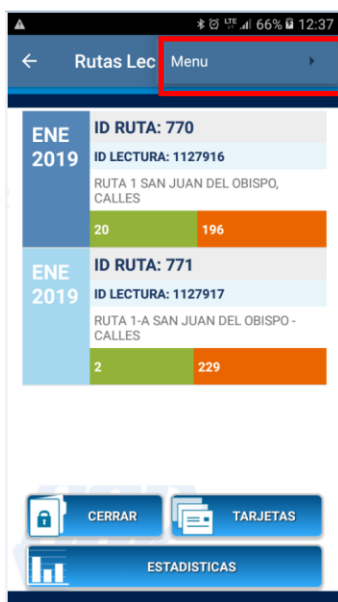 LTE 66% 12:37
Rutas Lec Menu
ENE
2019
ID RUTA: 770
ID LECTURA: 1127916
RUTA 1 SAN JUAN DEL OBISPO,
CALLES
20 196
ENE
2019
ID RUTA: 771
ID LECTURA: 1127917
RUTA 1-A SAN JUAN DEL OBISPO -
CALLES
2 229
CERRAR TARJETAS
ESTADISTICAS